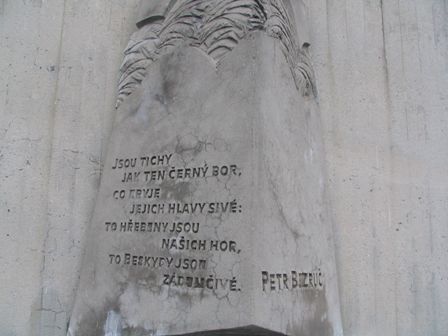 JSOU TICHY
JAK TEN ČERNÝ BOR,
CO KRYJE
JEJICH HLAVY SIVÉ:
TO HŘEBENY JSOU
NAŠICH HOR,
TO BESKYDY JSOU
ZÁDUMČIVÉ.
PETR BEZRUČ